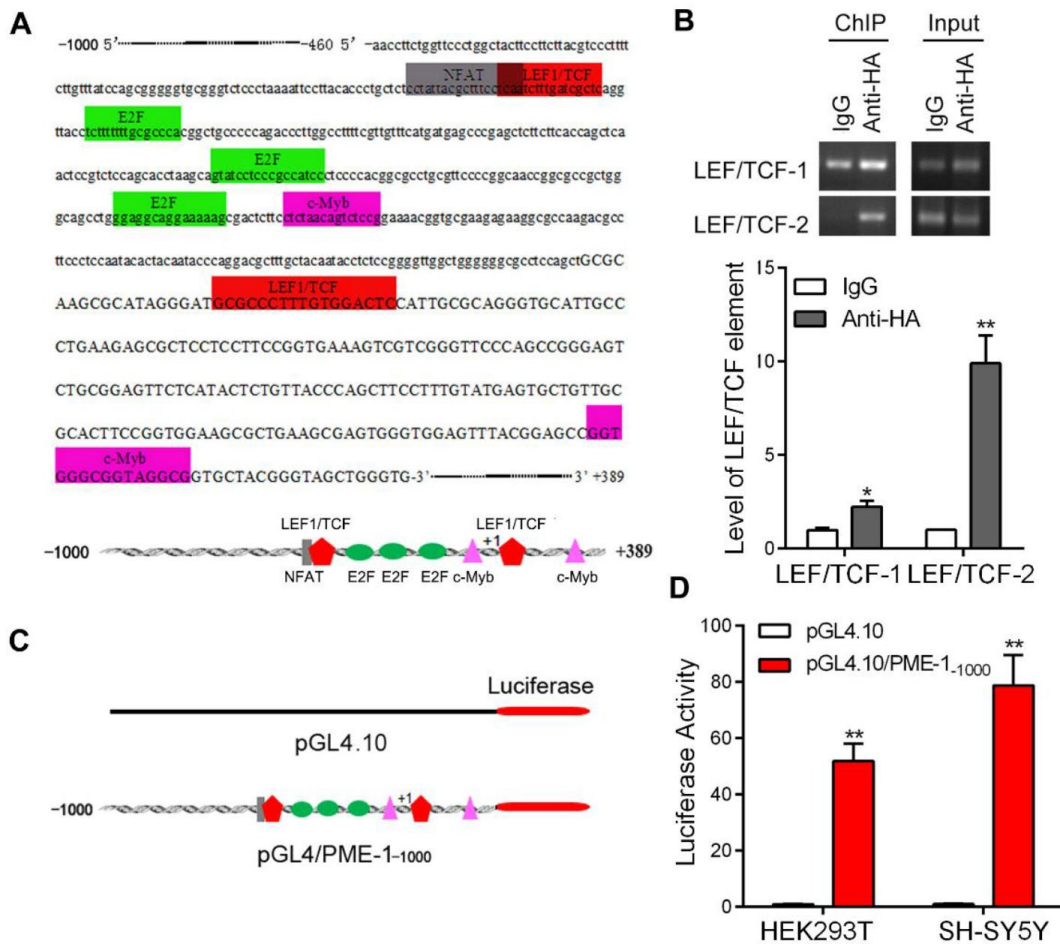 A
-1000 5'
-460 5' -aaccttctggttccctggctacttccttcttacgtcccttttt
NFAT
LEF1/TCF
cttgtttatccagcgggggtgcgggtctccctaaaattccttacaccctgctctcctattacgctttcctcaatctttgatcgctcagg
E2F
ttacctctttttttgcgcccacggctgcccccagacccttggccttttcgttgtttcatgatgagcccgagctcttcttcaccagctca
E2F
actccgtctccagcacctaagcagtatcctcccgccatccctccccacggcgcctgcgttccccggcaaccggcgccgctgg
E2F
c-Myb
gcagcctgggaggcaggaaaaagcgactcttcctctaacagtctccggaaaacggtgcgaagagaaggcgccaagacgcc
ttccctccaatacactacaatacccaggacgctttgctacaatacctctccggggttggctggggggcgcctccagctGCGC
LEF1/TCF
AAGCGCATAGGGATGCGCCCTTTGTGGACTCCATTGCGCAGGGTGCATTGCC
CTGAAGAGCGCTCCTCCTTCCGGTGAAAGTCGTCGGGTTCCCAGCCGGGAGT
CTGCGGAGTTCTCATACTCTGTTACCCAGCTTCCTTTGTATGAGTGCTGTTGC
GCACTTCCGGTGGAAGCGCTGAAGCGAGTGGGTGGAGTTTACGGAGCCGGT
c-Myb
GGGCGGTAGGCGGTGCTACGGGTAGCTGGGTG-3'
3' +389
LEF1/TCF
LEF1/TCF
-1000
+1
+389
NFAT
E2F
E2F
E2F
c-Myb
c-Myb
B
ChIP
Input
IgG
Anti-HA
IgG
Anti-HA
LEF/TCF-1
LEF/TCF-2
Level of LEF/TCF element
15
10
5
0
IgG
Anti-HA
*
**
LEF/TCF-1
LEF/TCF-2
C
Luciferase
pGL4.10
-1000
+1
pGL4/PME-1-1000
D
Luciferase Activity
100
80
60
40
20
0
pGL4.10
pGL4.10/PME-1-1000
**
**
HEK293T
SH-SY5Y